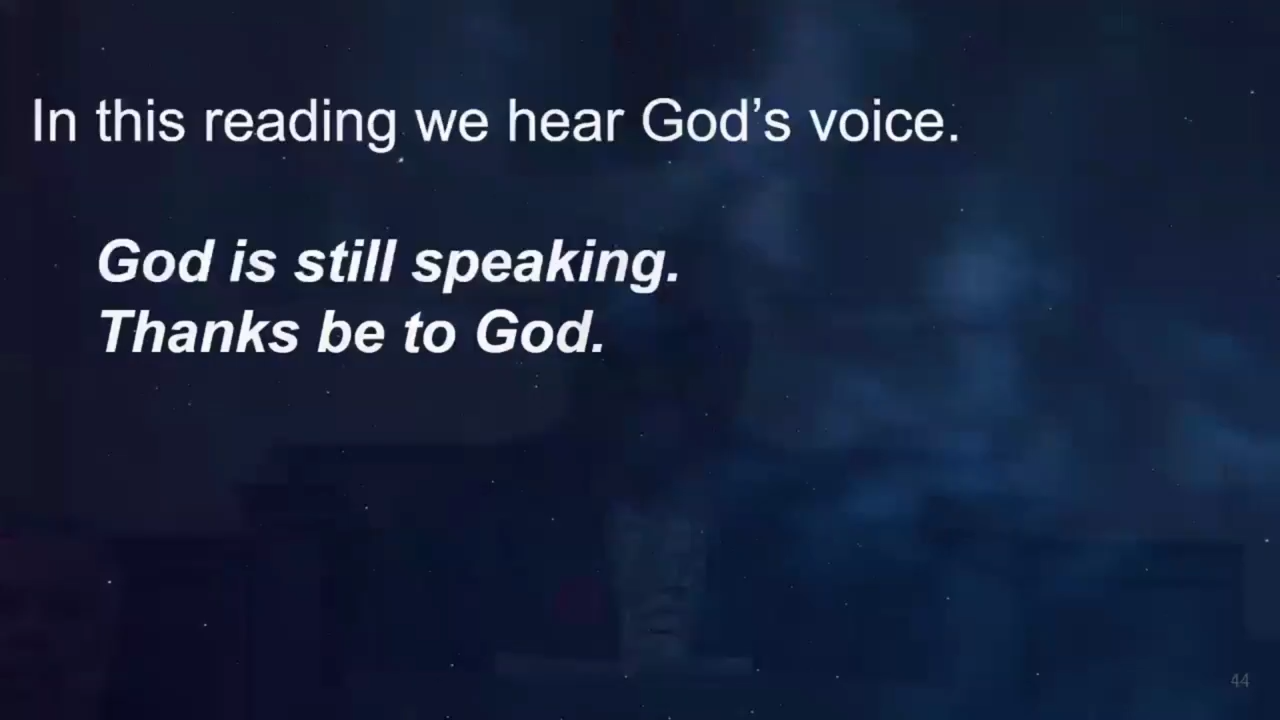 In this reading we hear God’s voice.
God is still speaking.
Thanks be to God.
44